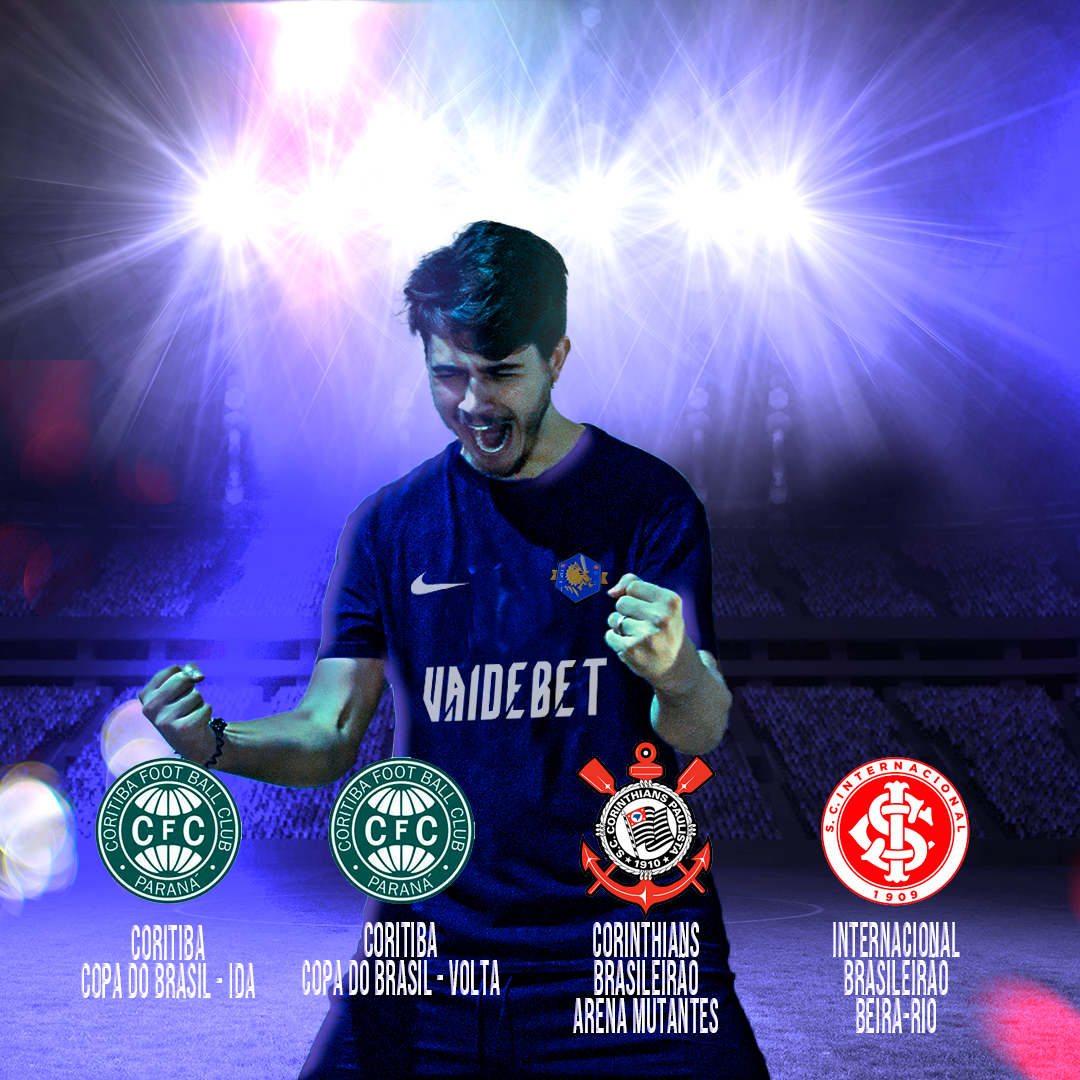 VAIDEBET
CORITIBA FOOT BALL CLUB
CFC
PARANÁ
CORITIBA
COPA DO BRASIL - IDA
CORITIBA FOOT BALL CLUB
CFC
PARANÁ
CORITIBA
COPA DO BRASIL - VOLTA
S.C. CORINTHIANS PAULISTA
1910
CORINTHIANS
BRASILEIRÃO
ARENA MUTANTES
S.C. INTERNACIONAL
1909
INTERNACIONAL
BRASILEIRÃO
BEIRA-RIO